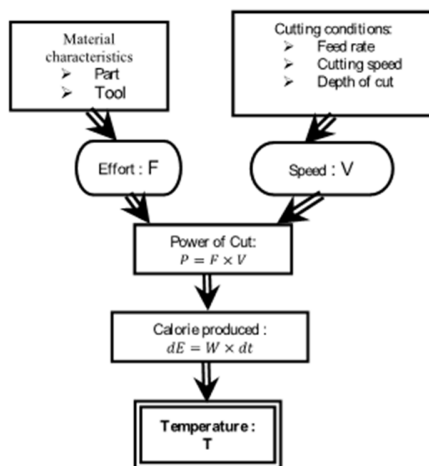 Material
characteristics
➢ Part
➢ Tool
Cutting conditions:
➢ Feed rate
➢ Cutting speed
➢ Depth of cut
Effort : F
Speed : V
Power of Cut:
P = F × V
Calorie produced :
dE = W × dt
Temperature :
T